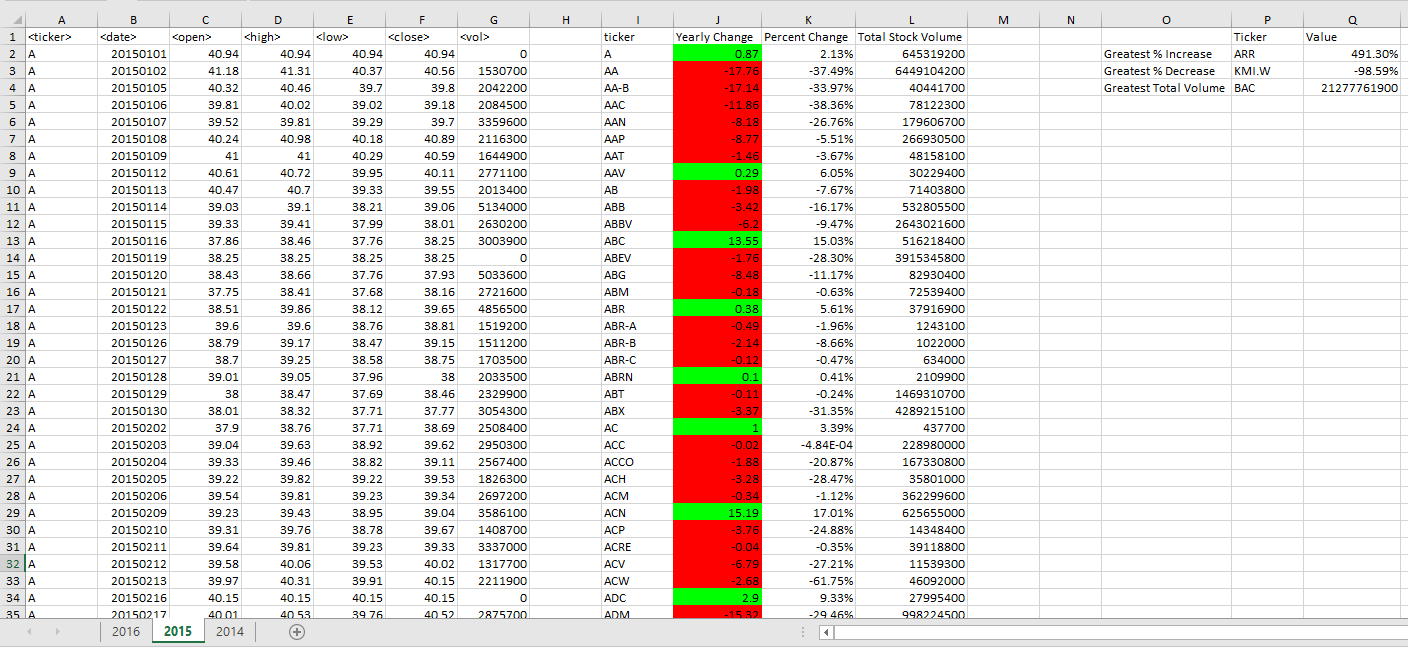 A B C D E F G H I J K L M N O P Q
1 <ticker> <date> <open> <high> <low> <close> <vol> ticker Yearly Change Percent Change Total Stock Volume Ticker Value
2 A 20150101 40.94 40.94 40.94 40.94 0 A 0.87 2.13% 645319200 Greatest % Increase ARR 491.30%
3 A 20150102 41.18 41.31 40.37 40.56 1530700 AA -17.76 -37.49% 6449104200 Greatest % Decrease KMI.W -98.59%
4 A 20150105 40.32 40.46 39.7 39.8 2042200 AA-B -17.14 -33.97% 40441700 Greatest Total Volume BAC 21277761900
5 A 20150106 39.81 40.02 39.02 39.18 2084500 AAC -11.86 -38.36% 78122300
6 A 20150107 39.52 39.81 39.29 39.7 3359600 AAN -8.18 -26.76% 179606700
7 A 20150108 40.24 40.98 40.18 40.89 2116300 AAP -8.77 -5.51% 266930500
8 A 20150109 41 41 40.29 40.59 1644900 AAT -1.46 -3.67% 48158100
9 A 20150112 40.61 40.72 39.95 40.11 2771100 AAV 0.29 6.05% 30229400
10 A 20150113 40.47 40.7 39.33 39.55 2013400 AB -1.98 -7.67% 71403800
11 A 20150114 39.03 39.1 38.21 39.06 5134000 ABB -3.42 -16.17% 532805500
12 A 20150115 39.33 39.41 37.99 38.01 2630200 ABBV -6.2 -9.47% 2643021600
13 A 20150116 37.86 38.46 37.76 38.25 3003900 ABC 13.55 15.03% 516218400
14 A 20150119 38.25 38.25 38.25 38.25 0 ABEV -1.76 -28.30% 3915345800
15 A 20150120 38.43 38.66 37.76 37.93 5033600 ABG -8.48 -11.17% 82930400
16 A 20150121 37.75 38.41 37.68 38.16 2721600 ABM -0.18 -0.63% 72539400
17 A 20150122 38.51 39.86 38.12 39.65 4856500 ABR 0.38 5.61% 37916900
18 A 20150123 39.6 39.6 38.76 38.81 1519200 ABR-A -0.49 -1.96% 1243100
19 A 20150126 38.79 39.17 38.47 39.15 1511200 ABR-B -2.14 -8.66% 1022000
20 A 20150127 38.7 39.25 38.58 38.75 1703500 ABR-C -0.12 -0.47% 634000
21 A 20150128 39.01 39.05 37.96 38 2033500 ABRN 0.1 0.41% 2109900
22 A 20150129 38 38.47 37.69 38.46 2329900 ABT -0.11 -0.24% 1469310700
23 A 20150130 38.01 38.32 37.71 37.77 3054300 ABX -3.37 -31.35% 4289215100
24 A 20150202 37.9 38.76 37.71 38.69 2508400 AC 1 3.39% 437700
25 A 20150203 39.04 39.63 38.92 39.62 2950300 ACC -0.02 -4.84E-04 228980000
26 A 20150204 39.33 39.46 38.82 39.11 2567400 ACCO -1.88 -20.87% 167330800
27 A 20150205 39.22 39.82 39.22 39.53 1826300 ACH -3.28 -28.47% 35801000
28 A 20150206 39.54 39.81 39.23 39.34 2697200 ACM -0.34 -1.12% 362299600
29 A 20150209 39.23 39.43 38.95 39.04 3586100 ACN 15.19 17.01% 625655000
30 A 20150210 39.31 39.76 38.78 39.67 1408700 ACP -3.76 -24.88% 14348400
31 A 20150211 39.64 39.81 39.23 39.33 3337000 ACRE -0.04 -0.35% 39118800
32 A 20150212 39.58 40.06 39.53 40.02 1317700 ACV -6.79 -27.21% 11539300
33 A 20150213 39.97 40.31 39.91 40.15 2211900 ACW -2.68 -61.75% 46092000
34 A 20150216 40.15 40.15 40.15 40.15 0 ADC 2.9 9.33% 27995400
35 A 20150217 40.01 40.53 39.76 40.52 2875700 ADM -15.32 -29.46% 998224500
2016 2015 2014